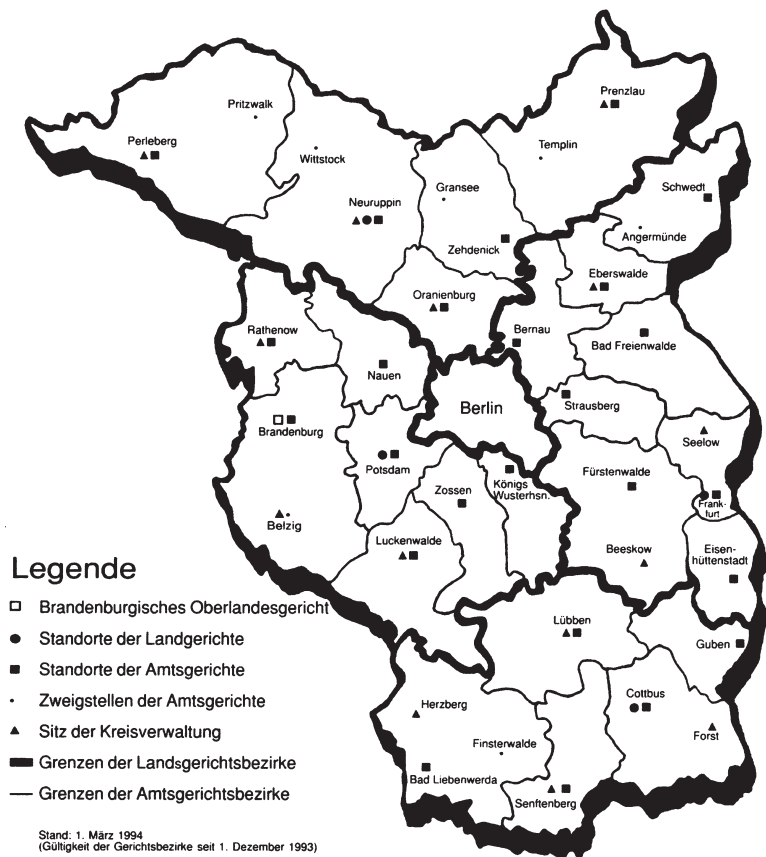 Prenzlau
Pritzwalk
Perleberg
Wittstock
Templin
Gransee
Schwedt
Neuruppin
Angermünde
Zehdenick
Eberswalde
Oranienburg
Rathenow
Bernau
Bad Freienwalde
Nauen
Berlin
Strausberg
Brandenburg
Seelow
Potsdam
Fürstenwalde
Königs
Wusterhsn.
Zossen
Frank-
furt
Belzig
Luckenwalde
Beeskow
Eisen-
hüttenstadt
Lübben
Guben
Herzberg
Cottbus
Forst
Finsterwalde
Bad Liebenwerda
Senftenberg
Legende
Brandenburgisches Oberlandesgericht
Standorte der Landgerichte
Standorte der Amtsgerichte
Zweigstellen der Amtsgerichte
Sitz der Kreisverwaltung
Grenzen der Landsgerichtsbezirke
Grenzen der Amtsgerichtsbezirke
Stand: 1. März 1994
(Gültigkeit der Gerichtsbezirke seit 1. Dezember 1993)